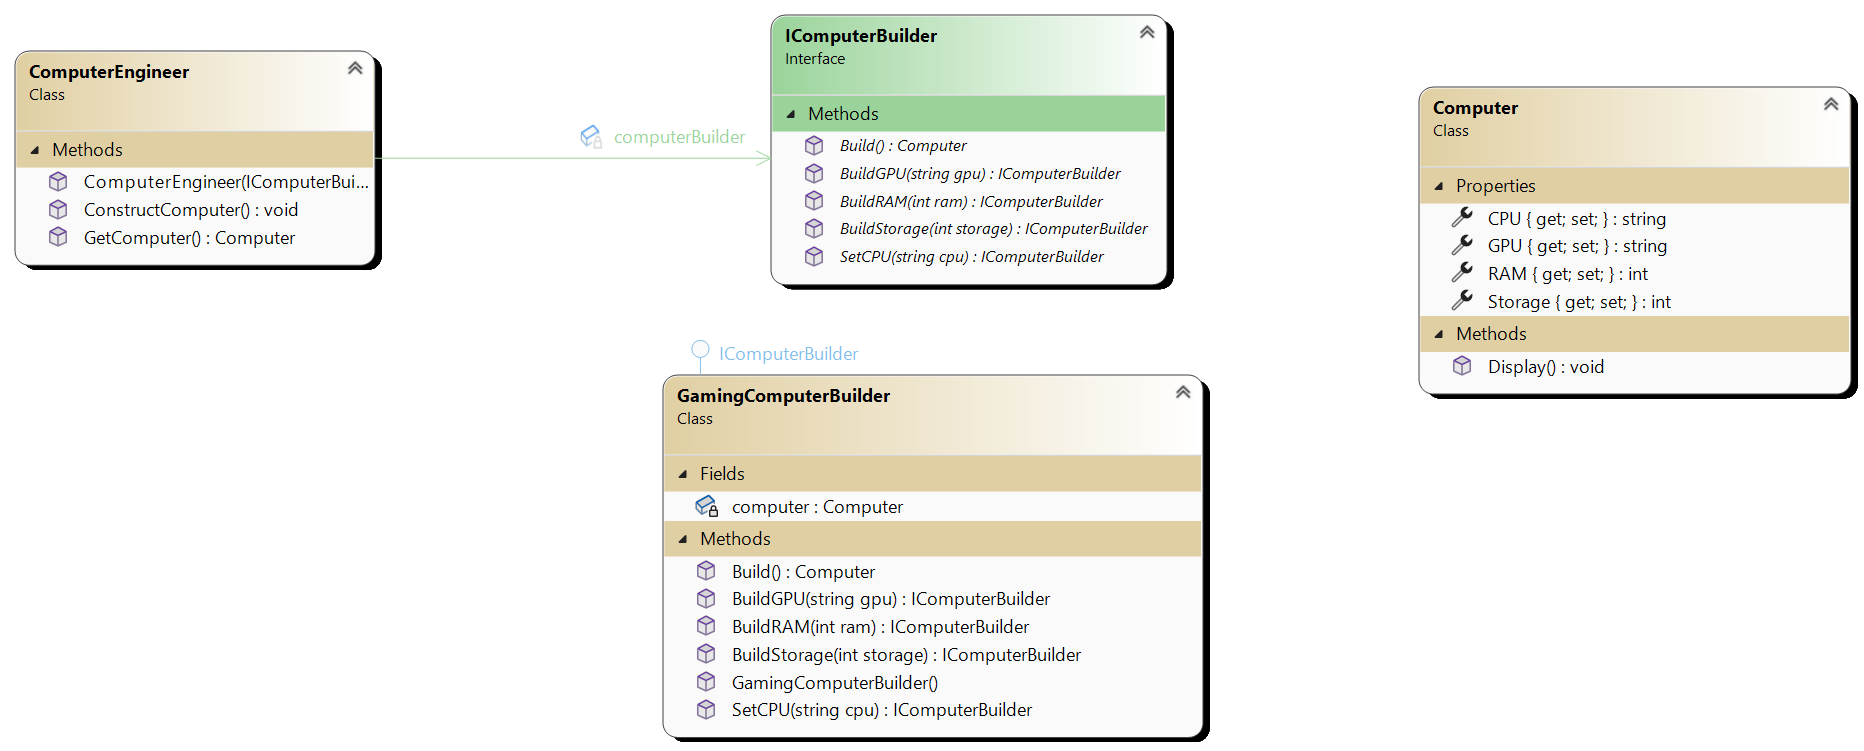 ComputerEngineer
Class
Methods
ComputerEngineer(IComputerBui...
ConstructComputer() : void
GetComputer() : Computer
computerBuilder
IComputerBuilder
Interface
Methods
Build() : Computer
BuildGPU(string gpu) : IComputerBuilder
BuildRAM(int ram) : IComputerBuilder
BuildStorage(int storage) : IComputerBuilder
SetCPU(string cpu) : IComputerBuilder
Computer
Class
Properties
CPU { get; set; } : string
GPU { get; set; } : string
RAM { get; set; } : int
Storage { get; set; } : int
Methods
Display() : void
IComputerBuilder
GamingComputerBuilder
Class
Fields
computer : Computer
Methods
Build() : Computer
BuildGPU(string gpu) : IComputerBuilder
BuildRAM(int ram) : IComputerBuilder
BuildStorage(int storage) : IComputerBuilder
GamingComputerBuilder()
SetCPU(string cpu) : IComputerBuilder